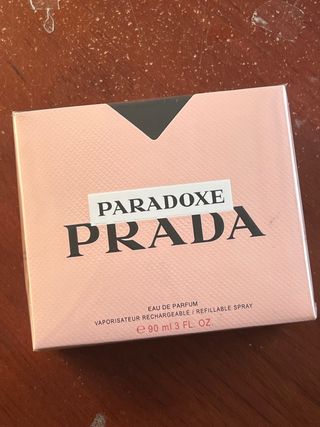 PARADOXE
PRADA
EAU DE PARFUM
VAPORISATEUR RECHARGEABLE / REFILLABLE SPRAY
℮ 90 ml 3 FL. OZ.